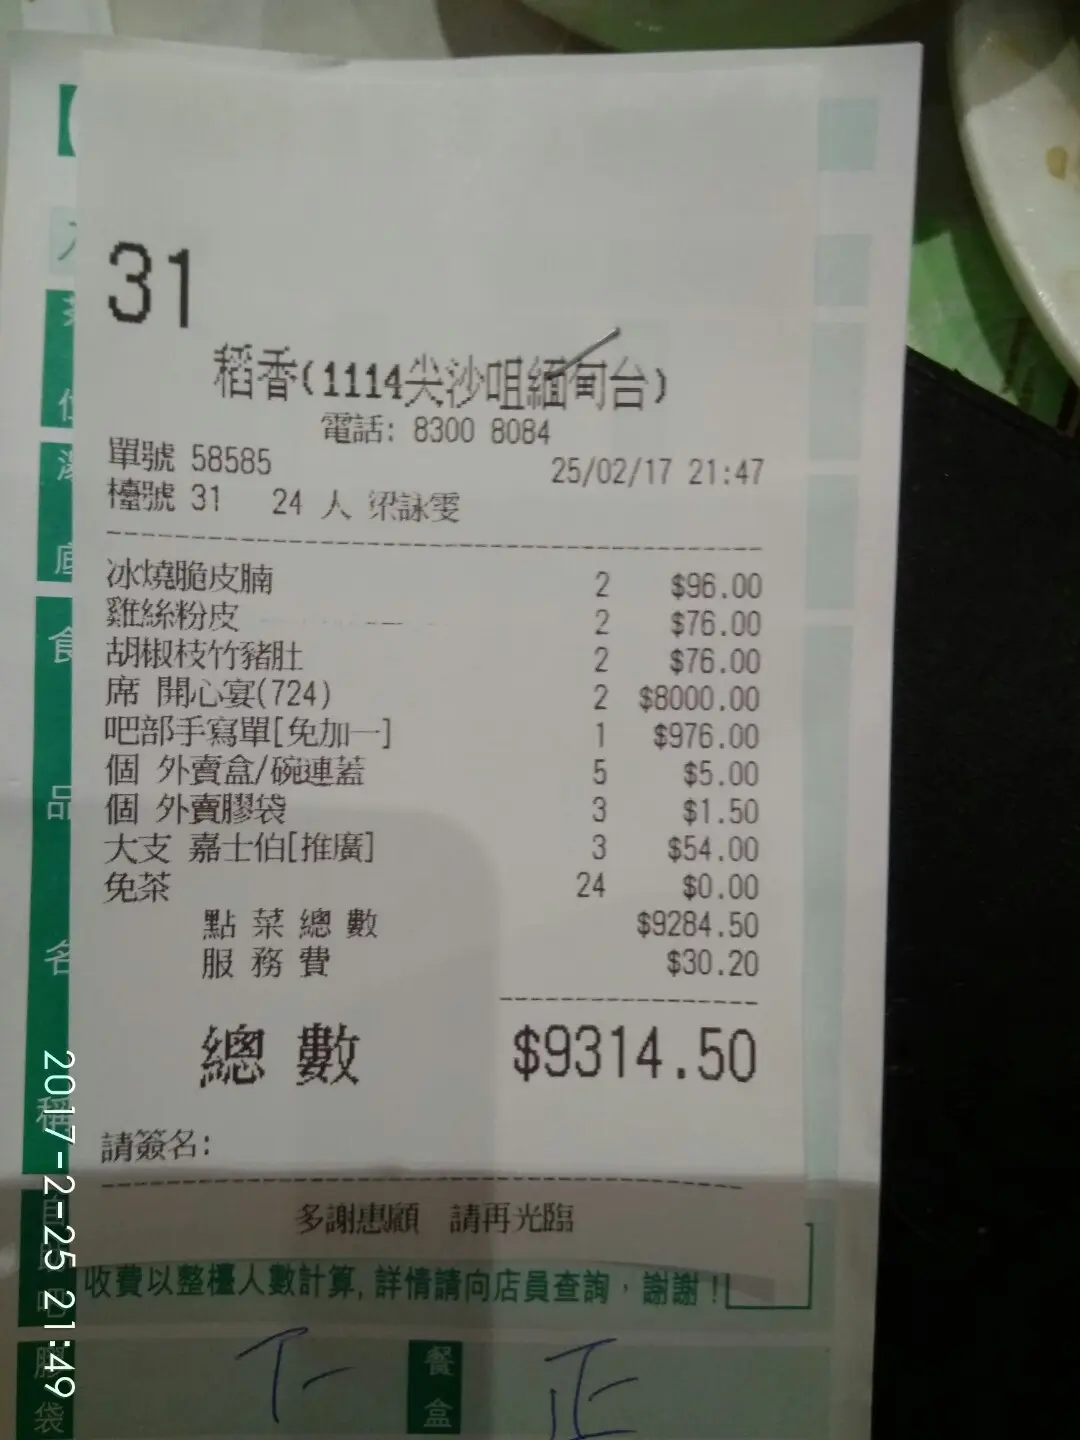 31
稻香(1114尖沙咀緬甸台)
電話: 8300 8084
單號 58585 25/02/17 21:47
檯號 31 24 人 梁詠雯
冰燒脆皮腩 2 $96.00
雞絲粉皮 2 $76.00
胡椒枝竹豬肚 2 $76.00
席 開心宴(724) 2 $8000.00
吧部手寫單[免加一] 1 $976.00
個 外賣盒/碗連蓋 5 $5.00
個 外賣膠袋 3 $1.50
大支 嘉士伯[推廣] 3 $54.00
免茶 24 $0.00
點菜總數 $9284.50
服務費 $30.20
總數 $9314.50
請簽名:
多謝惠顧 請再光臨
收費以整檯人數計算,詳情請向店員查詢,謝謝!
食
品
名
稱
膠
袋
餐
盒
正
2017-2-25 21:49